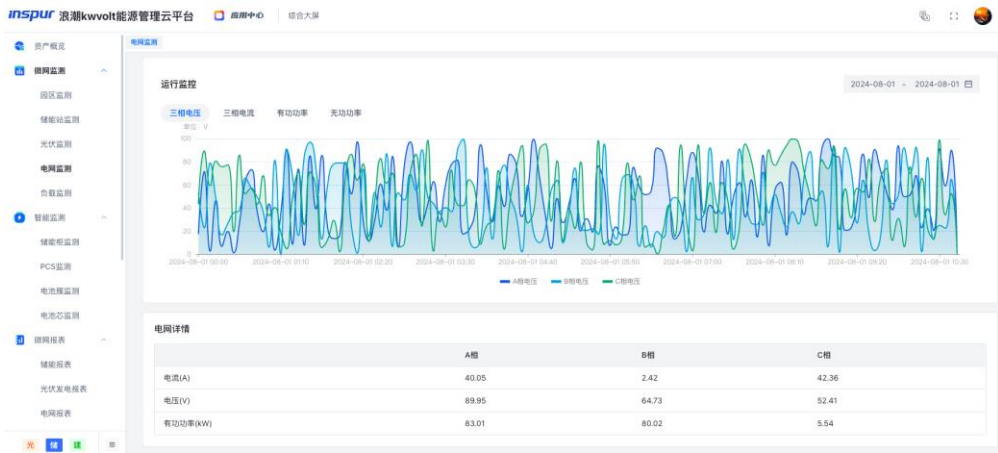 inspur 浪潮kwvolt能源管理云平台 应用中心 综合大屏
资产概览
微网监测
园区监测
储能站监测
光伏监测
电网监测
负载监测
智能监测
储能柜监测
PCS监测
电池簇监测
电池芯监测
微网报表
储能报表
光伏发电报表
电网报表
光 储 建
电网监测
运行监控 2024-08-01 - 2024-08-01
三相电压 三相电流 有功功率 无功功率
单位: V
100
80
60
40
20
0
2024-08-01 00:00 2024-08-01 01:10 2024-08-01 02:20 2024-08-01 03:30 2024-08-01 04:40 2024-08-01 05:50 2024-08-01 07:00 2024-08-01 08:10 2024-08-01 09:20 2024-08-01 10:30
A相电压 B相电压 C相电压
电网详情
A相 B相 C相
电流(A) 40.05 2.42 42.36
电压(V) 89.95 64.73 52.41
有功功率(kW) 83.01 80.02 5.54